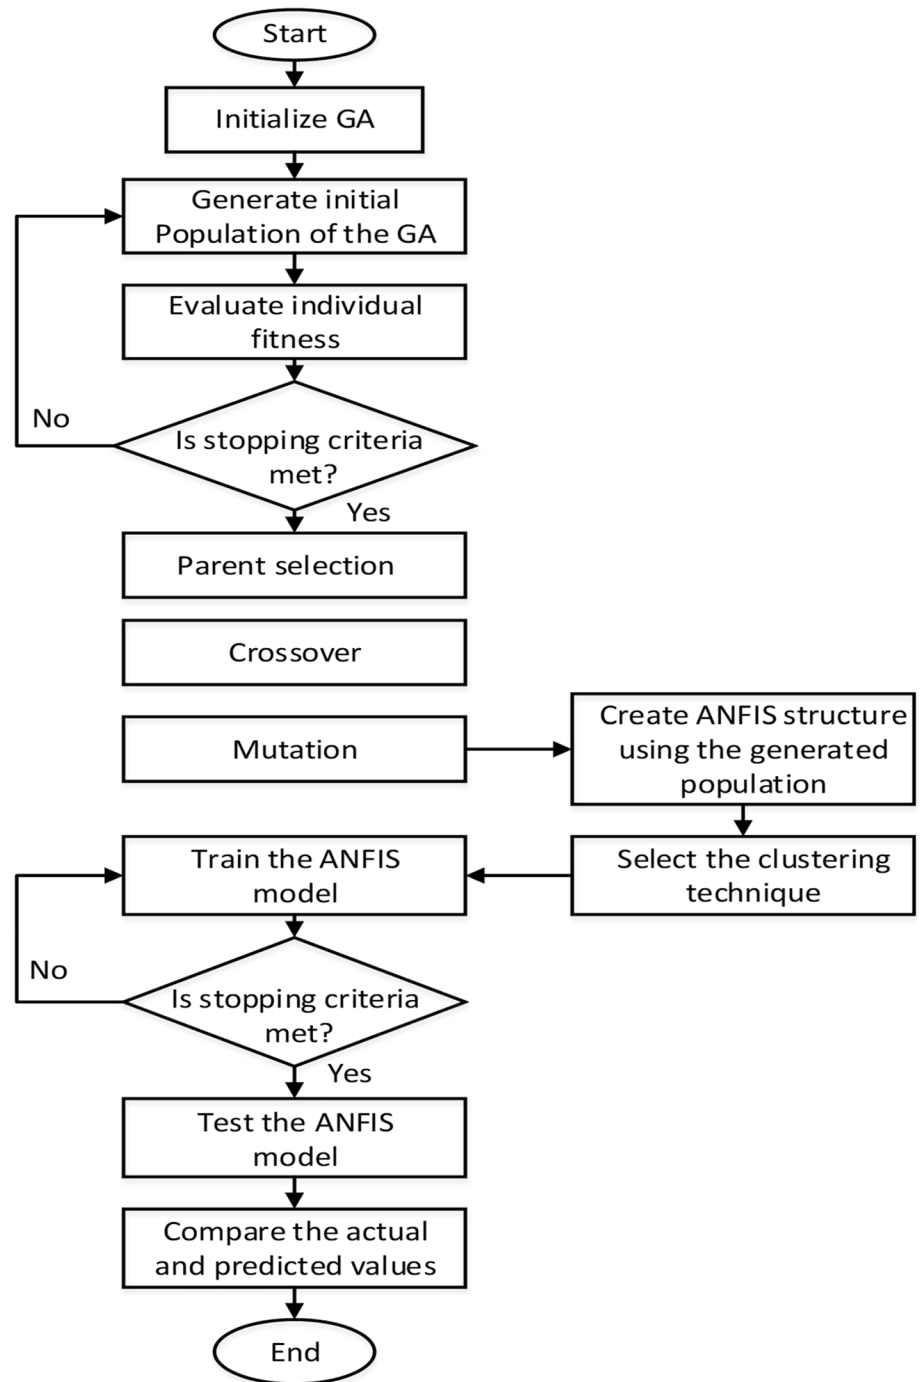 Start
Initialize GA
Generate initial
Population of the GA
Evaluate individual
fitness
No
Is stopping criteria
met?
Yes
Parent selection
Crossover
Mutation
Create ANFIS structure
using the generated
population
Select the clustering
technique
Train the ANFIS
model
No
Is stopping criteria
met?
Yes
Test the ANFIS
model
Compare the actual
and predicted values
End